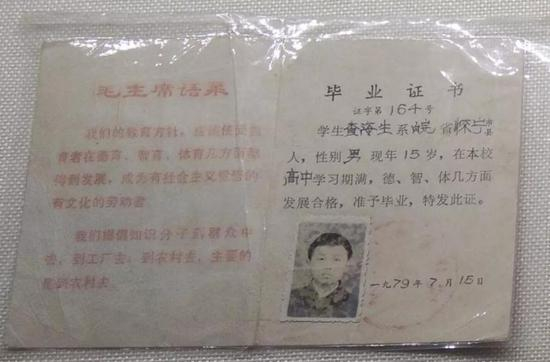 毛主席语录
我们的教育方针，应该使受教
育者在德育、智育、体育几方面都
得到发展，成为有社会主义觉悟的
有文化的劳动者
我们提倡知识分子到群众中
去，到工厂去，到农村去，主要的
是到农村去
毕业证书
证字第164号
学生查海生系皖省怀宁市县
人，性别男现年15岁，在本校
高中学习期满，德、智、体几方面
发展合格，准予毕业，特发此证。
一九79年7月15日